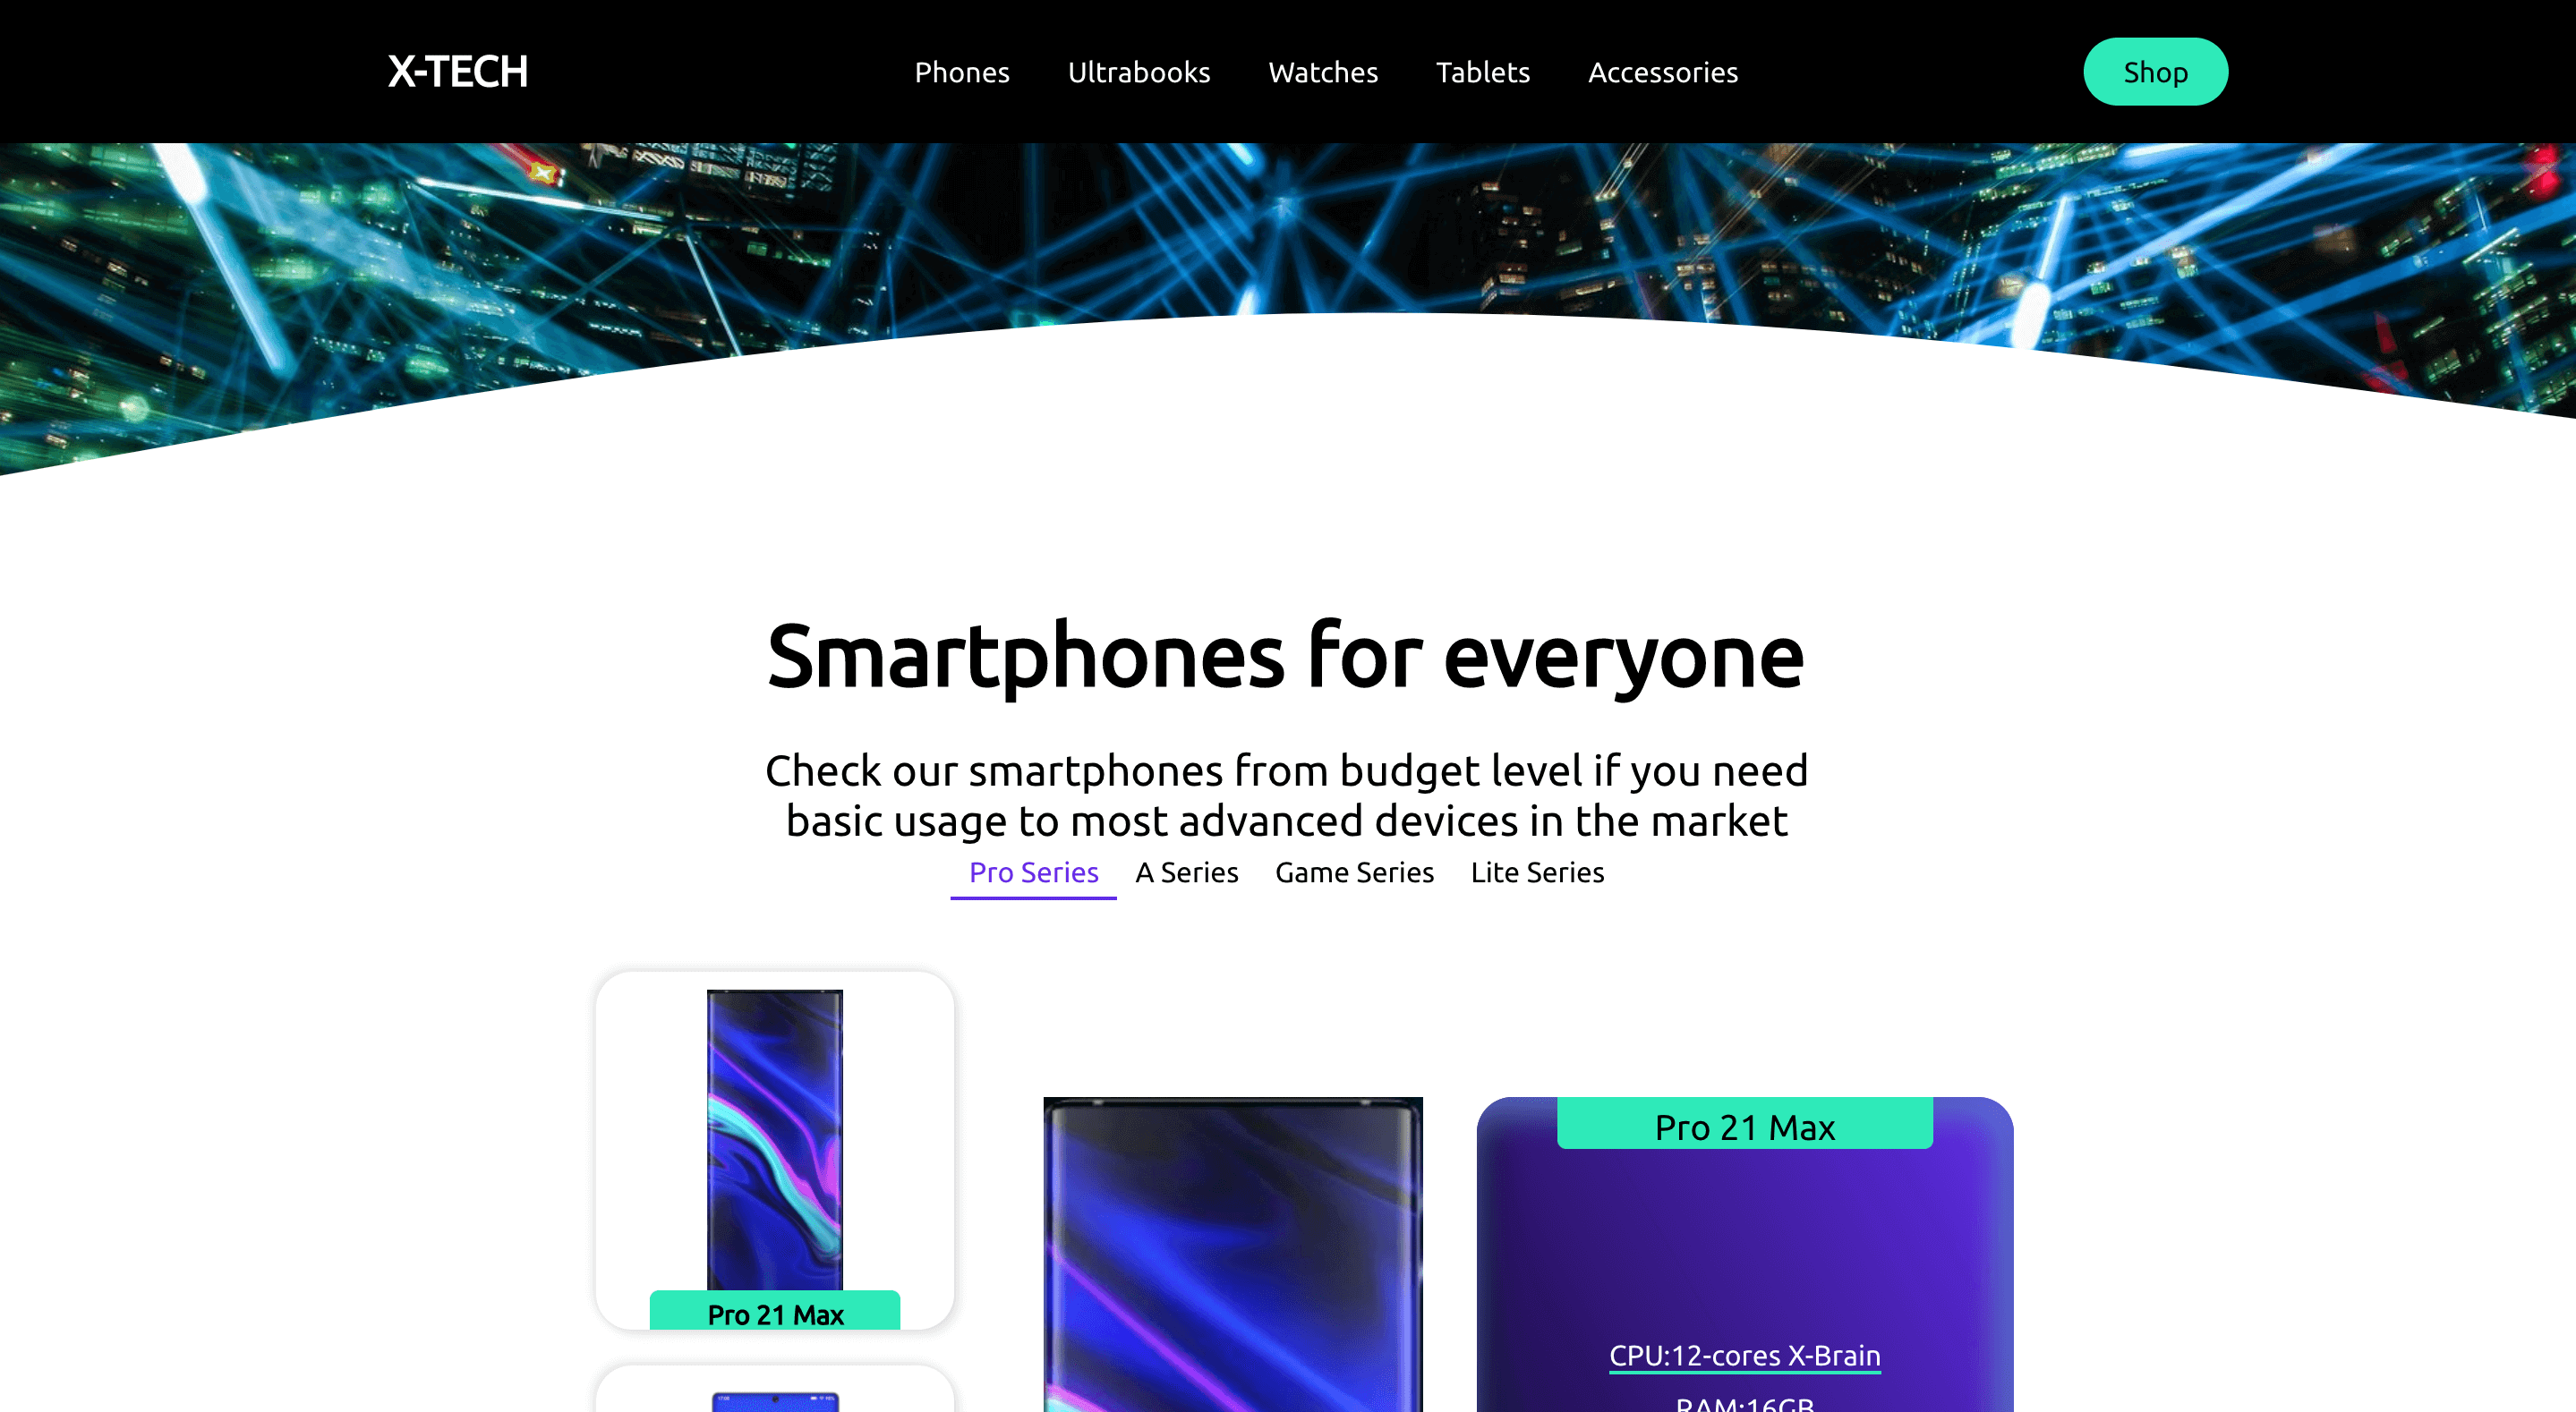 X-TECH
Phones Ultrabooks Watches Tablets Accessories
Shop
Smartphones for everyone
Check our smartphones from budget level if you need
basic usage to most advanced devices in the market
Pro Series A Series Game Series Lite Series
Pro 21 Max
Pro 21 Max
CPU:12-cores X-Brain
RAM:16GB